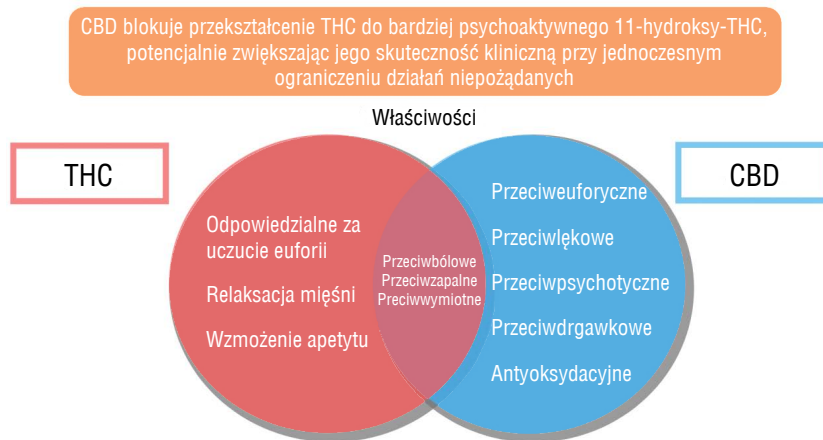 CBD blokuje przekształcenie THC do bardziej psychoaktywnego 11-hydroksy-THC,
potencjalnie zwiększając jego skuteczność kliniczną przy jednoczesnym
ograniczeniu działań niepożądanych
Właściwości
THC
CBD
Odpowiedzialne za
uczucie euforii
Relaksacja mięśni
Wzmożenie apetytu
Przeciwbólowe
Przeciwzapalne
Preciwwymiotne
Przeciweuforyczne
Przeciwlękowe
Przeciwpsychotyczne
Przeciwdrgawkowe
Antyoksydacyjne